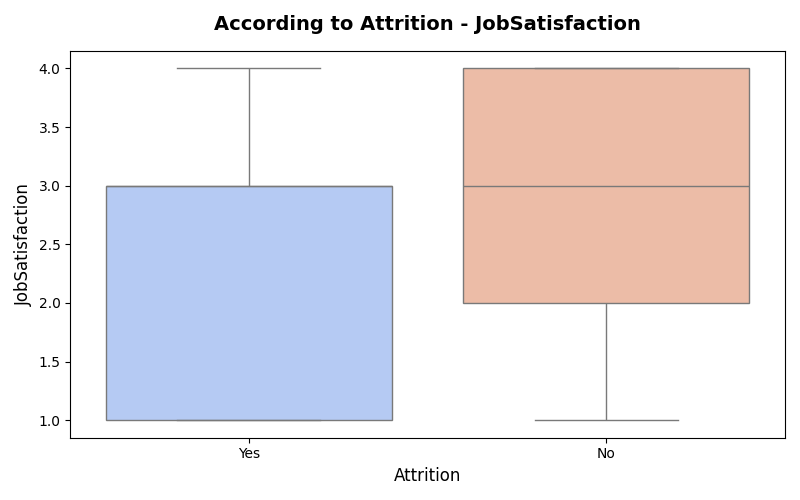 According to Attrition - JobSatisfaction
JobSatisfaction
4.0
3.5
3.0
2.5
2.0
1.5
1.0
Yes
No
Attrition